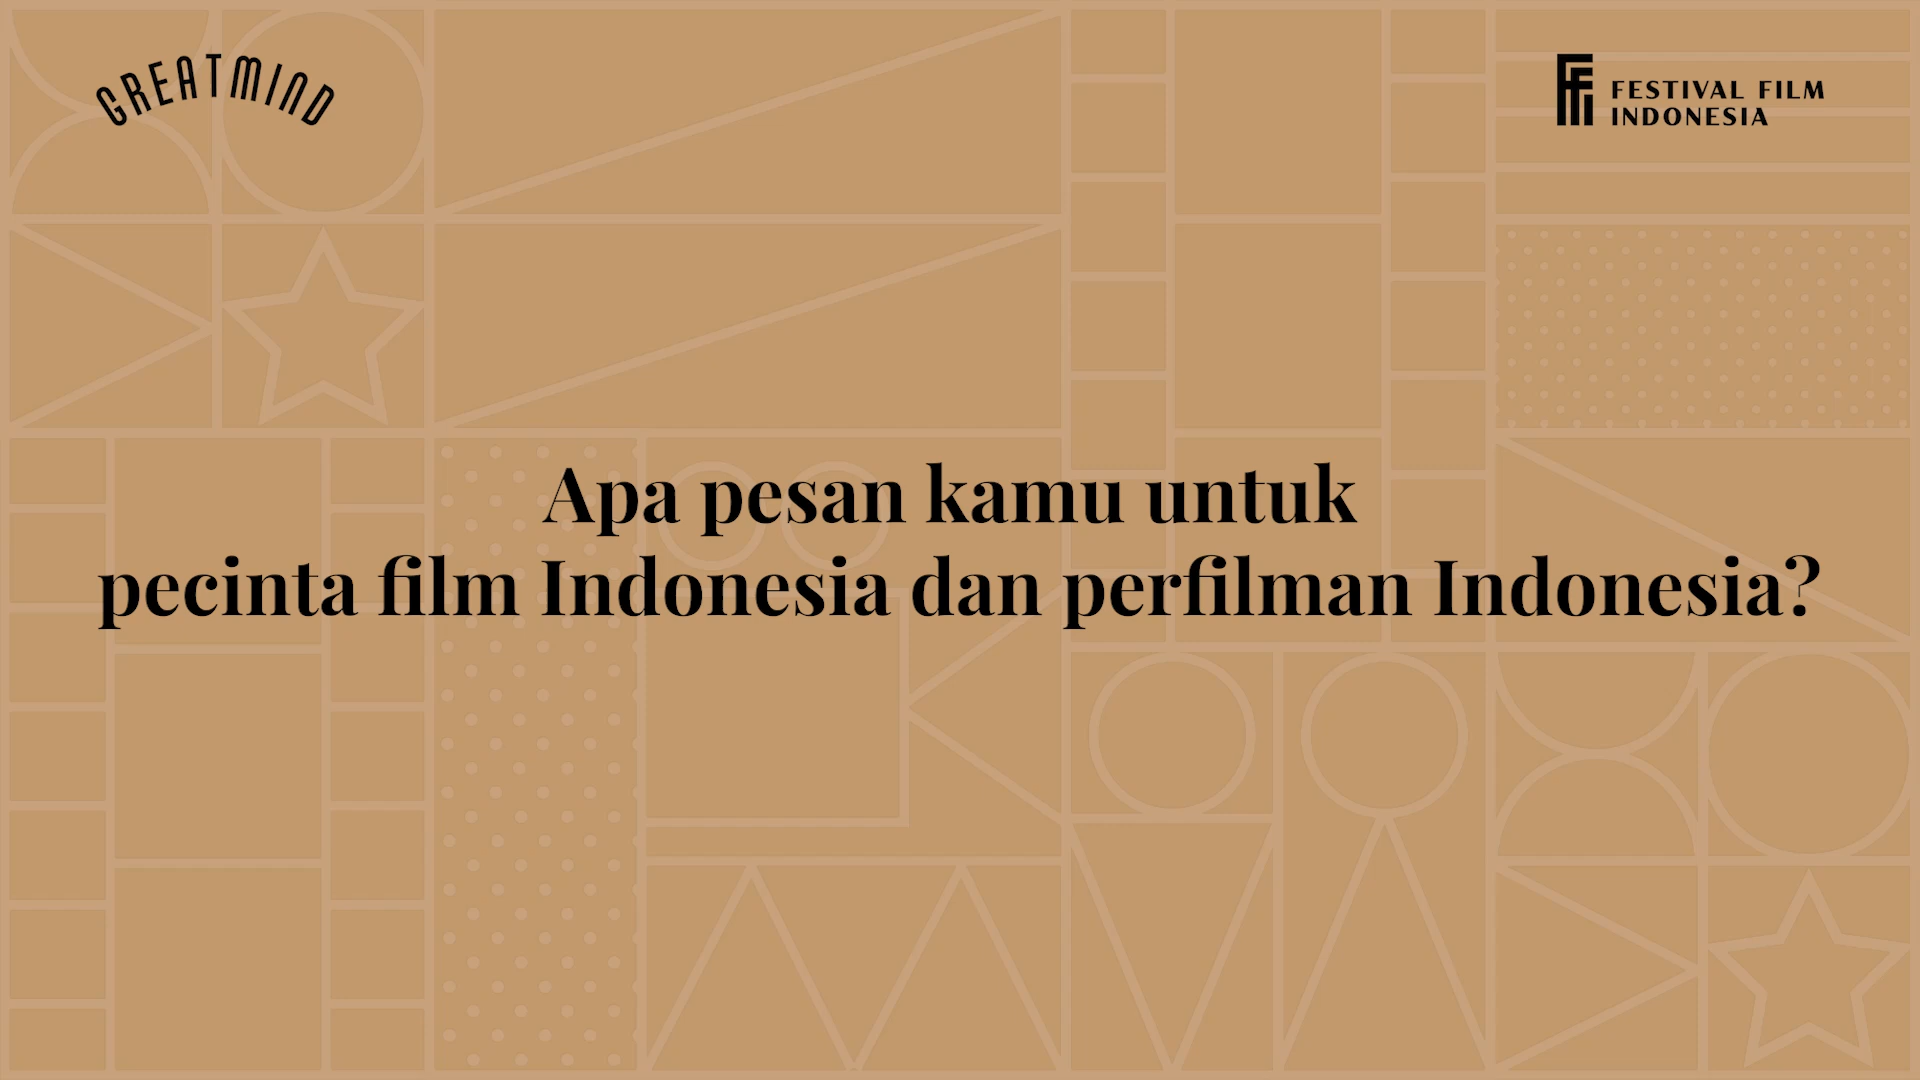 GREATMIND
FESTIVAL FILM
INDONESIA
Apa pesan kamu untuk
pecinta film Indonesia dan perfilman Indonesia?